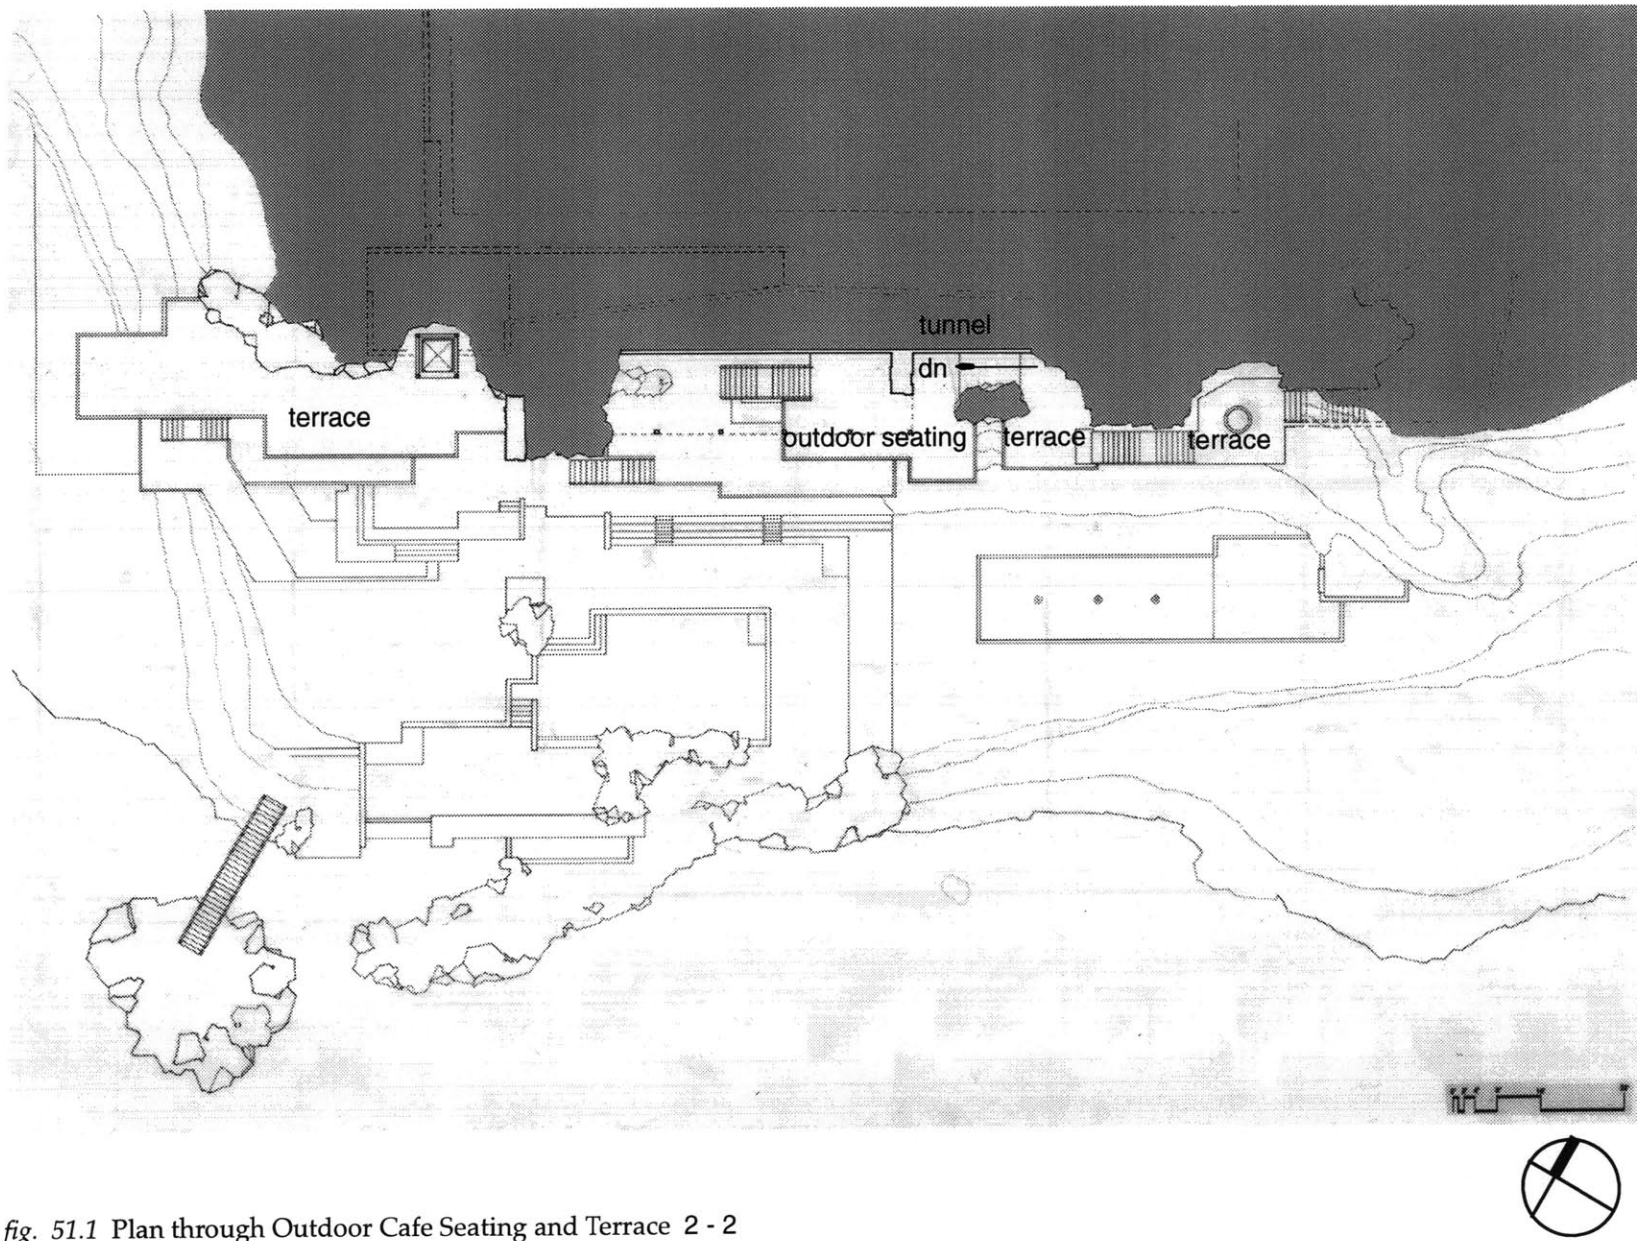 tunnel
dn
terrace
outdoor seating
terrace
terrace
fig. 51.1 Plan through Outdoor Cafe Seating and Terrace 2 - 2